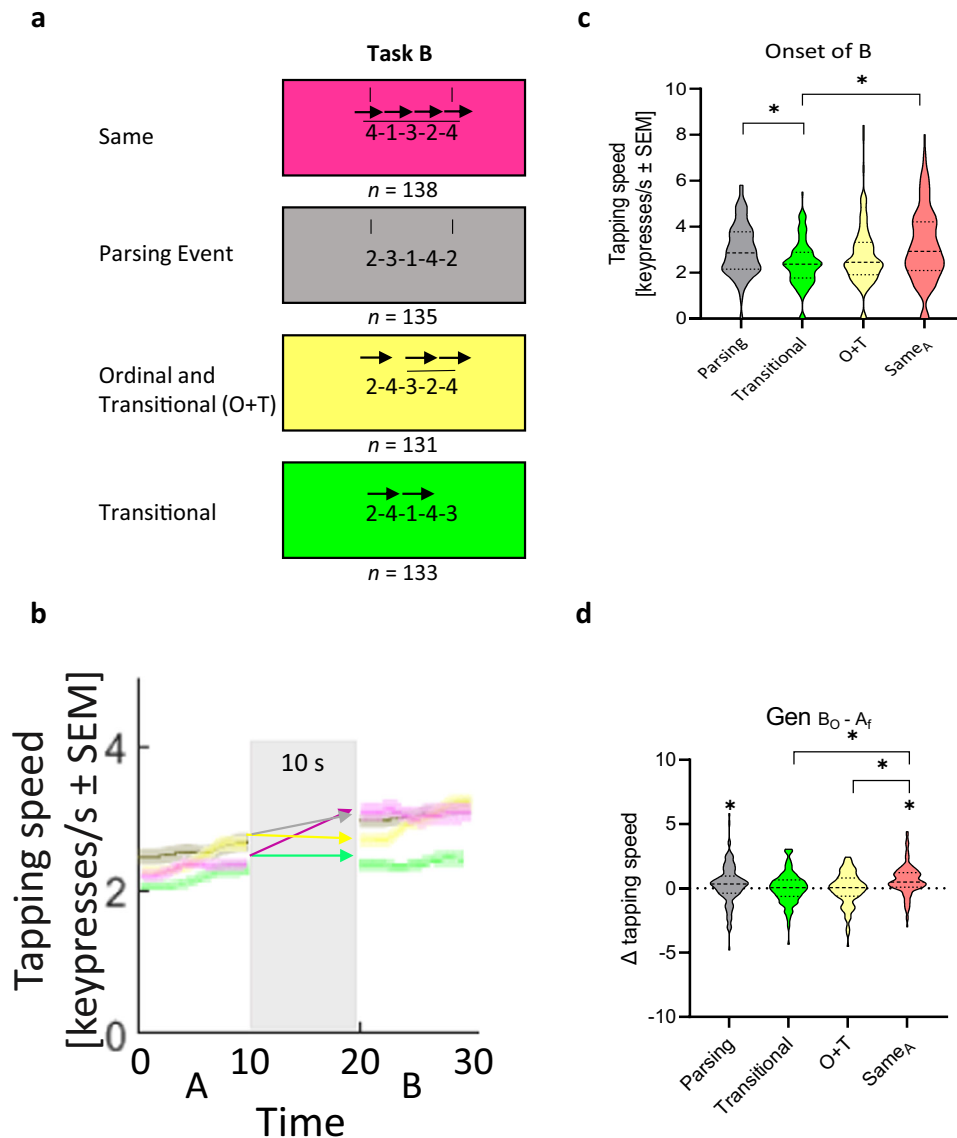 a
Task B
Same
4-1-3-2-4
n = 138
Parsing Event
2-3-1-4-2
n = 135
Ordinal and
Transitional (O+T)
2-4-3-2-4
n = 131
Transitional
2-4-1-4-3
n = 133
b
Tapping speed
[keypresses/s ± SEM]
4
2
0
10 s
0 10 20 30
A B
Time
c
Onset of B
Tapping speed
[keypresses/s ± SEM]
10
8
6
4
2
0
*
*
Parsing
Transitional
O+T
SameA
d
Gen BO - Af
Δ tapping speed
10
5
0
-5
-10
*
*
*
*
Parsing
Transitional
O+T
SameA